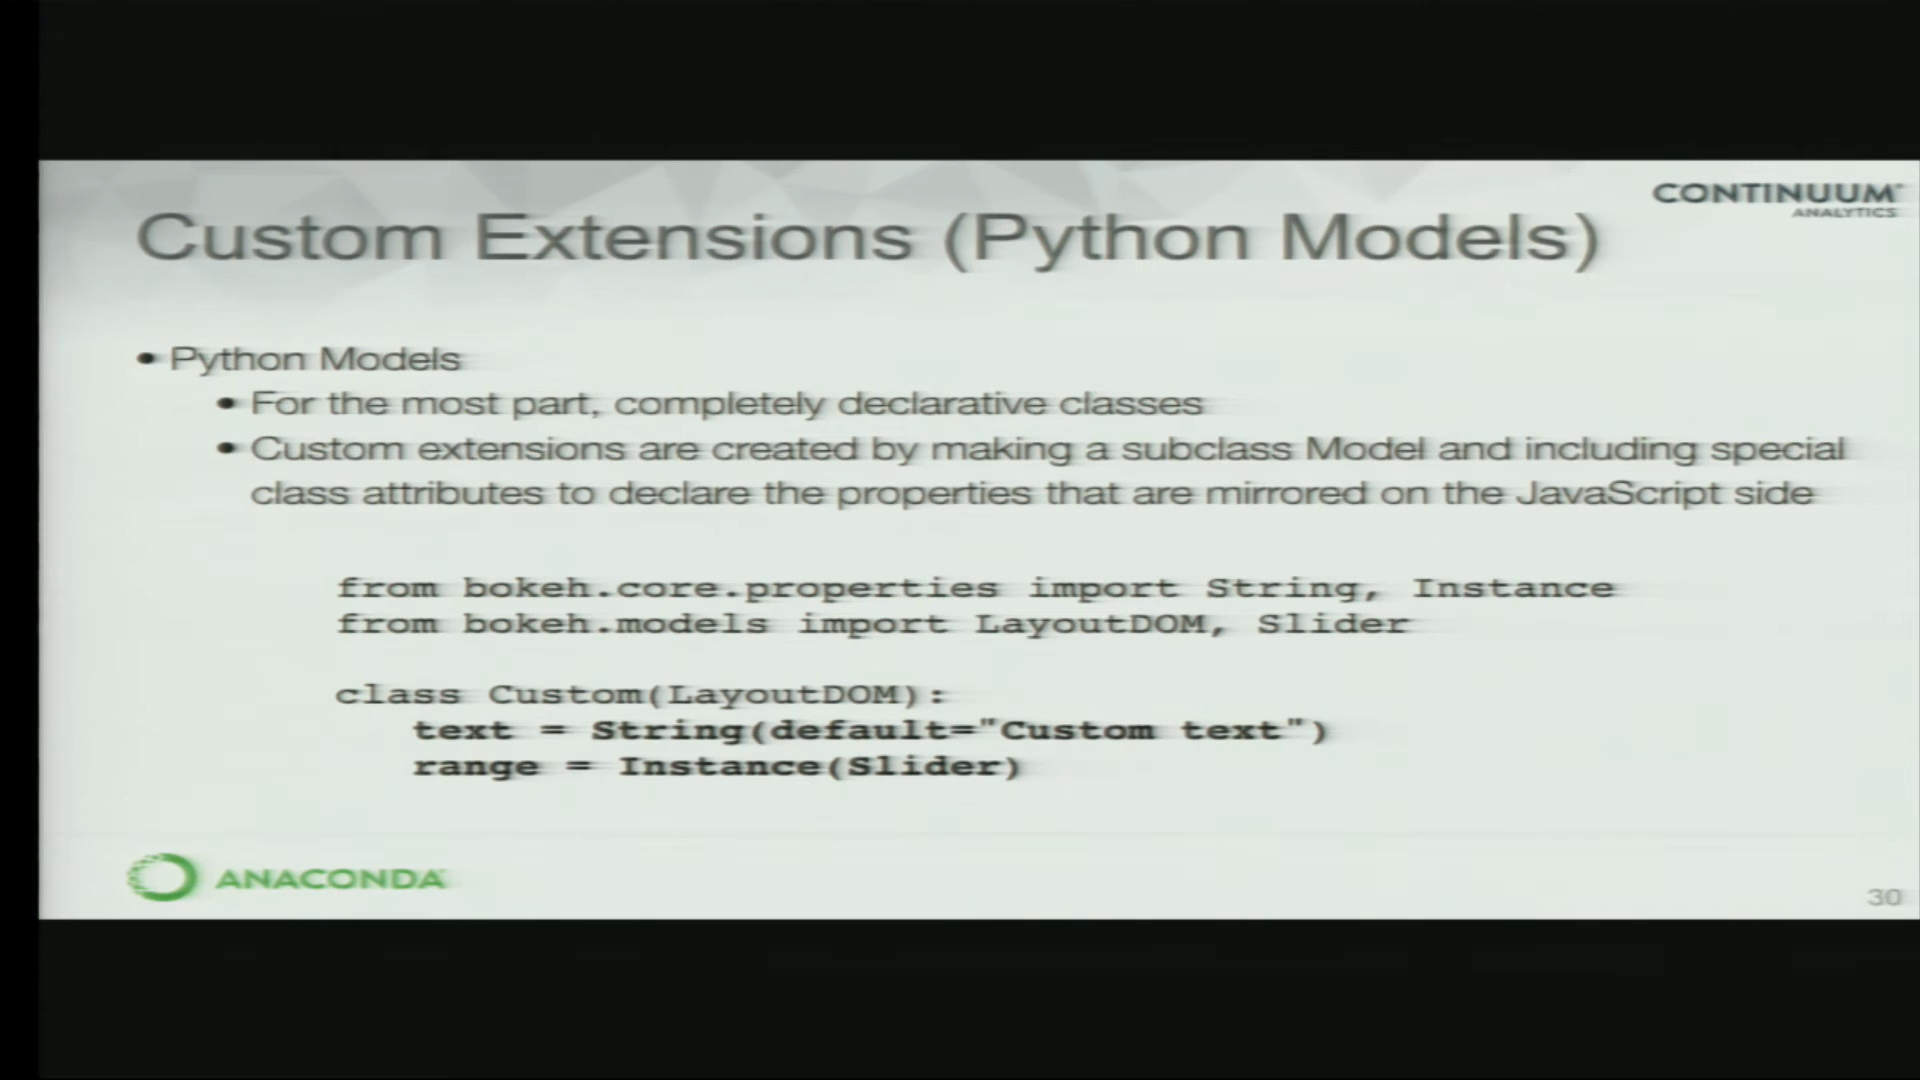 CONTINUUM
ANALYTICS
Custom Extensions (Python Models)
• Python Models
• For the most part, completely declarative classes
• Custom extensions are created by making a subclass Model and including special
class attributes to declare the properties that are mirrored on the JavaScript side
from bokeh.core.properties import String, Instance
from bokeh.models import LayoutDOM, Slider
class Custom(LayoutDOM):
    text = String(default="Custom text")
    range = Instance(Slider)
ANACONDA
30